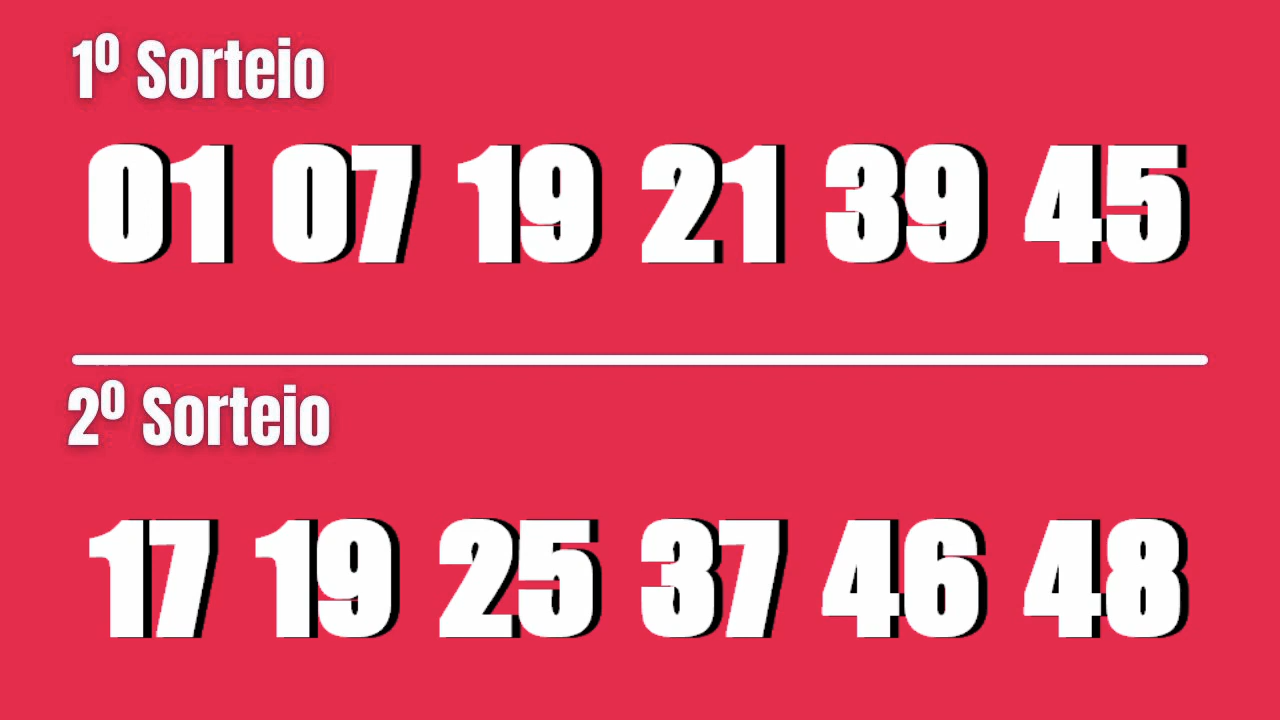 1º Sorteio
01 07 19 21 39 45
2º Sorteio
17 19 25 37 46 48